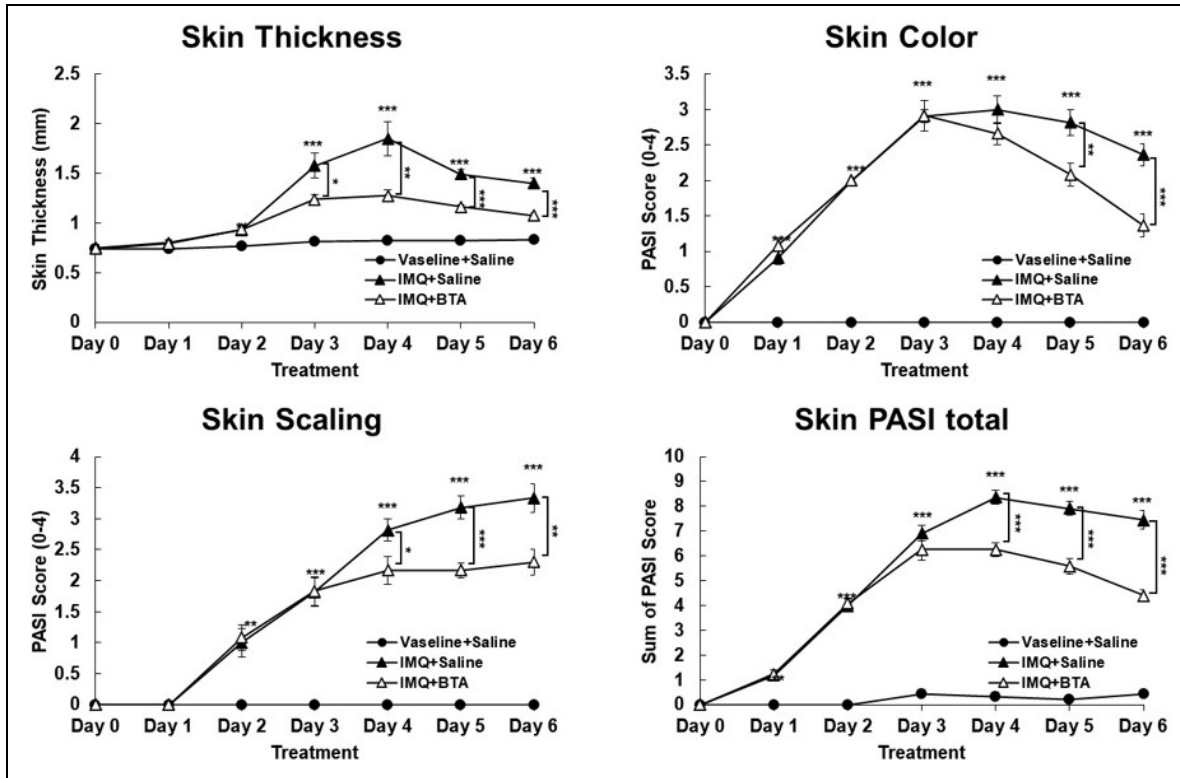 Skin Thickness
Skin Thickness (mm)
2.5
2
1.5
1
0.5
0
***
***
***
***
*
**
***
***
Vaseline+Saline
IMQ+Saline
IMQ+BTA
Day 0 Day 1 Day 2 Day 3 Day 4 Day 5 Day 6
Treatment
Skin Color
PASI Score (0-4)
3.5
3
2.5
2
1.5
1
0.5
0
***
***
***
***
***
***
**
***
Vaseline+Saline
IMQ+Saline
IMQ+BTA
Day 0 Day 1 Day 2 Day 3 Day 4 Day 5 Day 6
Treatment
Skin Scaling
PASI Score (0-4)
4
3.5
3
2.5
2
1.5
1
0.5
0
**
***
***
***
***
*
***
**
Vaseline+Saline
IMQ+Saline
IMQ+BTA
Day 0 Day 1 Day 2 Day 3 Day 4 Day 5 Day 6
Treatment
Skin PASI total
Sum of PASI Score
10
9
8
7
6
5
4
3
2
1
0
***
***
***
***
***
***
***
***
Vaseline+Saline
IMQ+Saline
IMQ+BTA
Day 0 Day 1 Day 2 Day 3 Day 4 Day 5 Day 6
Treatment